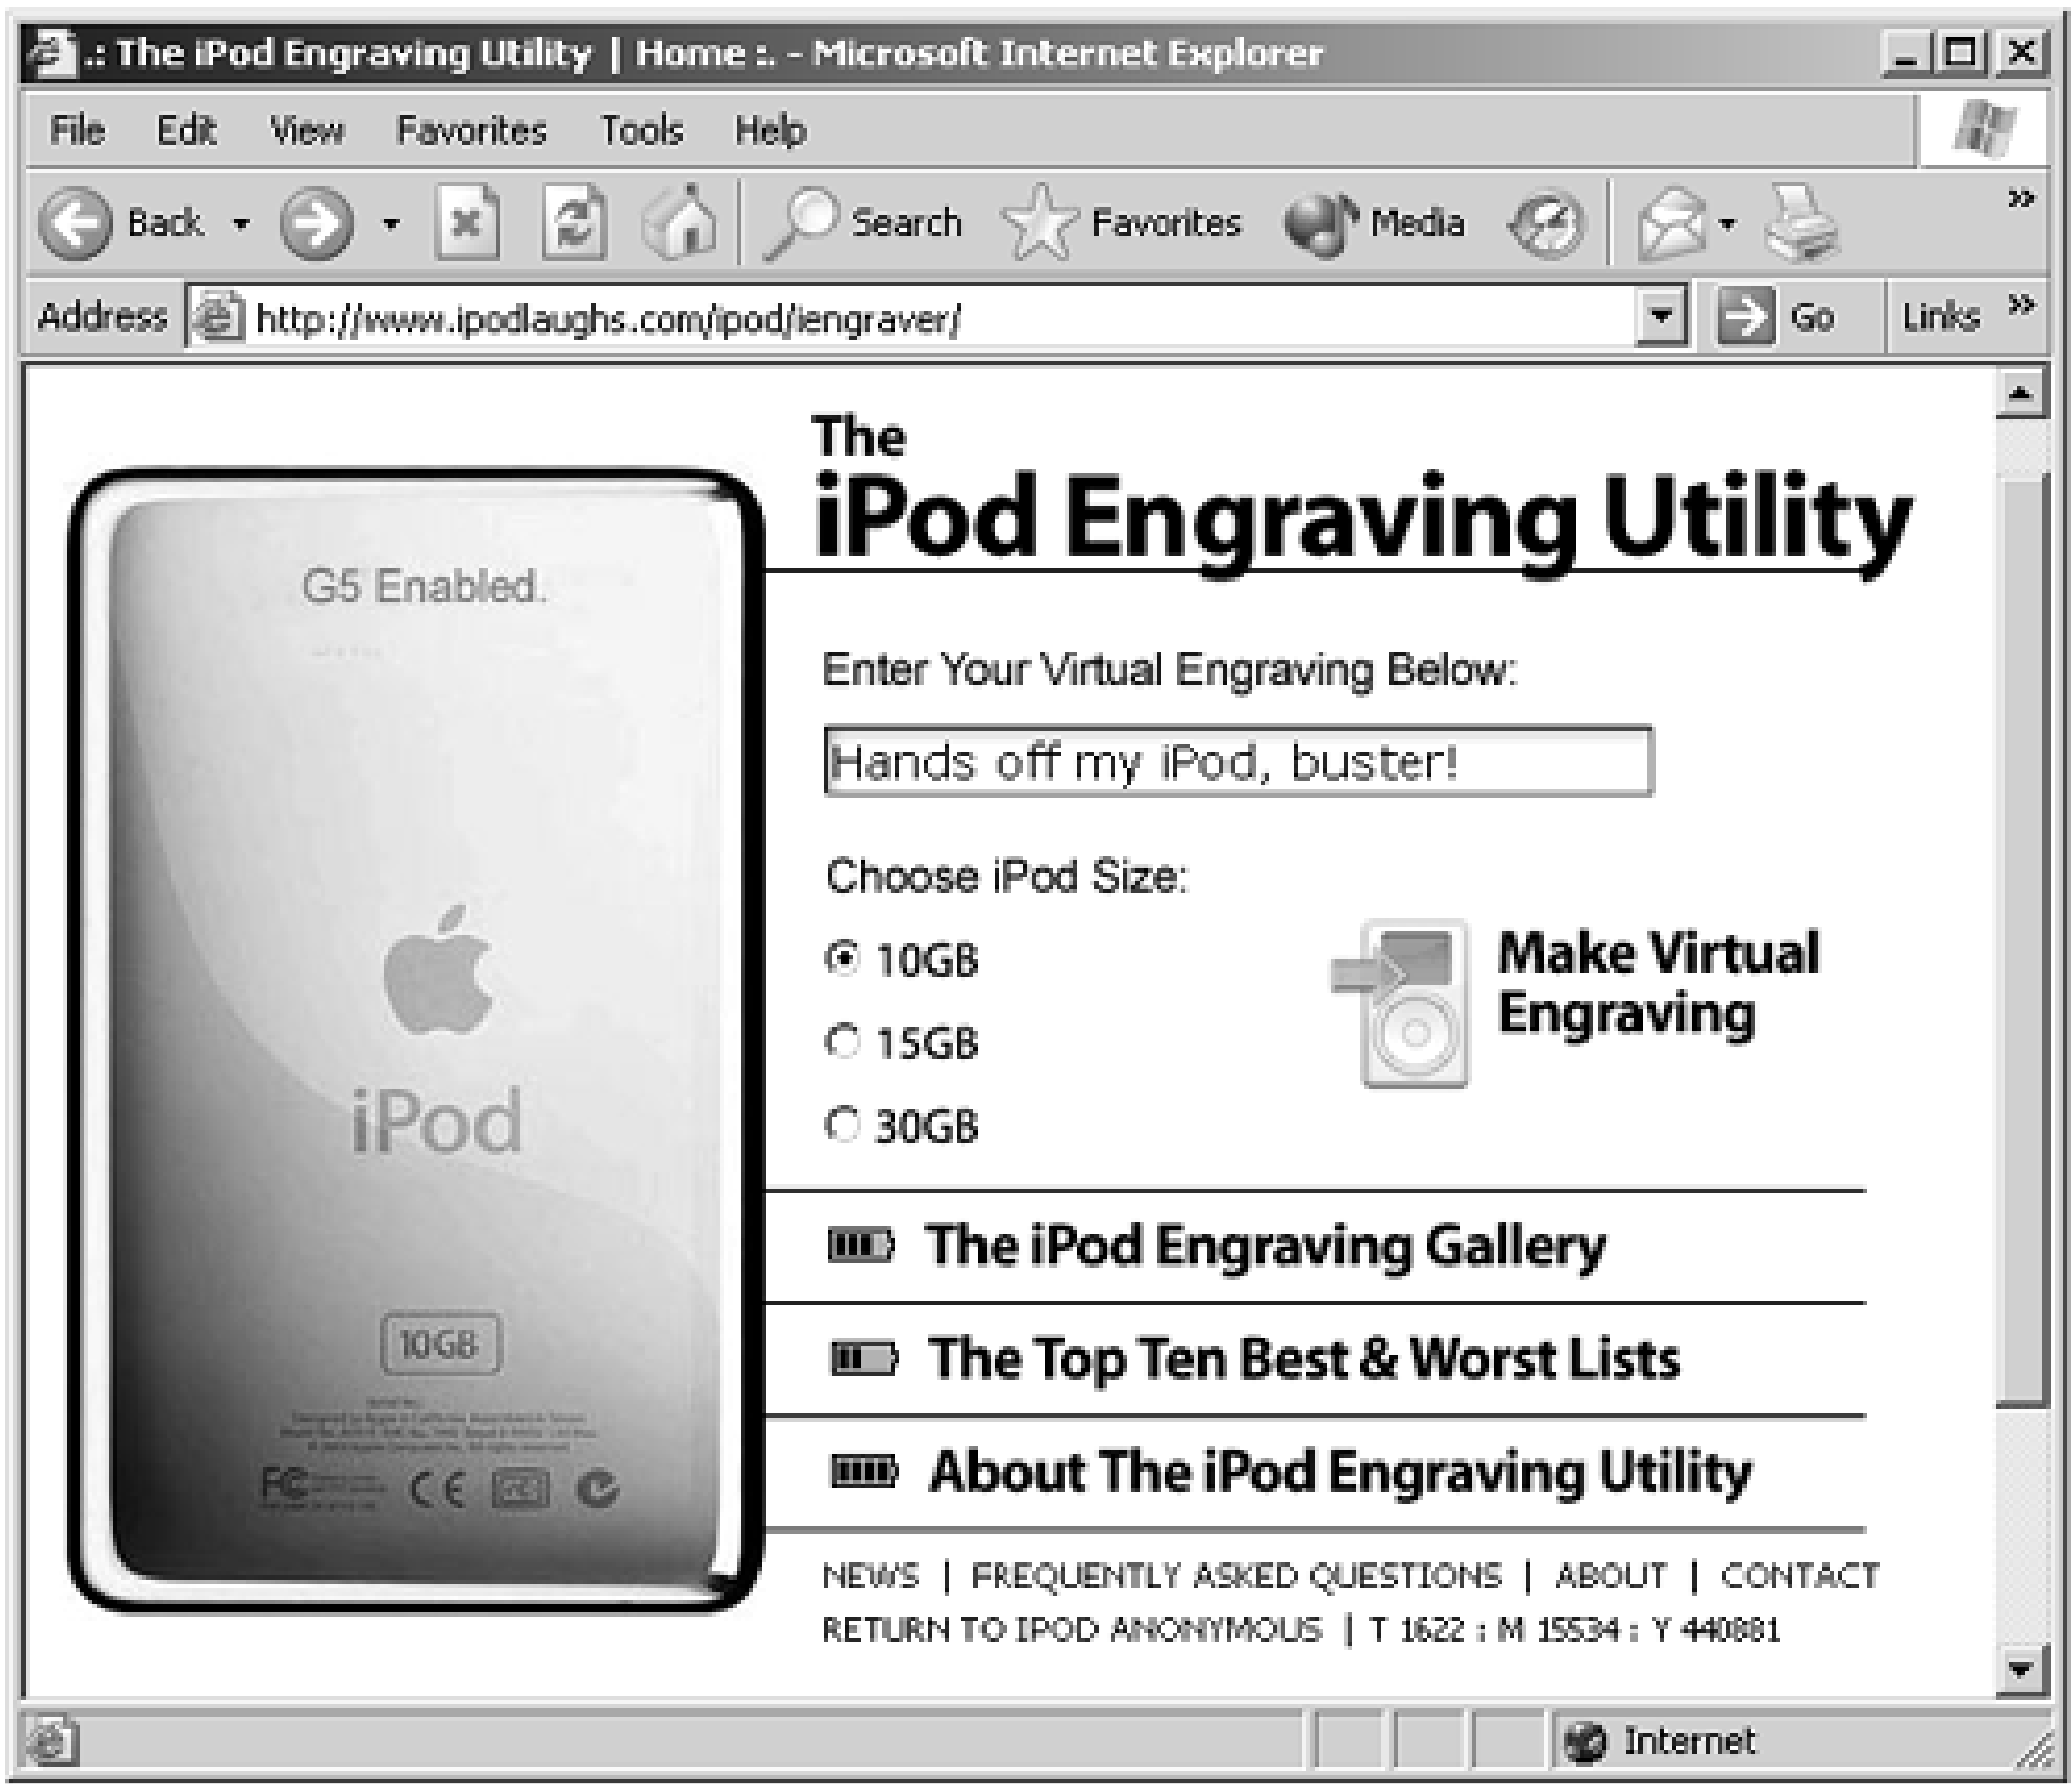 .: The iPod Engraving Utility | Home :. - Microsoft Internet Explorer
File Edit View Favorites Tools Help
Back Search Favorites Media »
Address http://www.ipodlaughs.com/ipod/iengraver/ Go Links »
The
iPod Engraving Utility
G5 Enabled.
Enter Your Virtual Engraving Below:
Hands off my iPod, buster!
Choose iPod Size:
10GB
15GB
30GB
Make Virtual
Engraving
iPod
10GB
FC CE
The iPod Engraving Gallery
The Top Ten Best & Worst Lists
About The iPod Engraving Utility
NEWS | FREQUENTLY ASKED QUESTIONS | ABOUT | CONTACT
RETURN TO IPOD ANONYMOUS | T 1622 : M 15534 : Y 440881
Internet